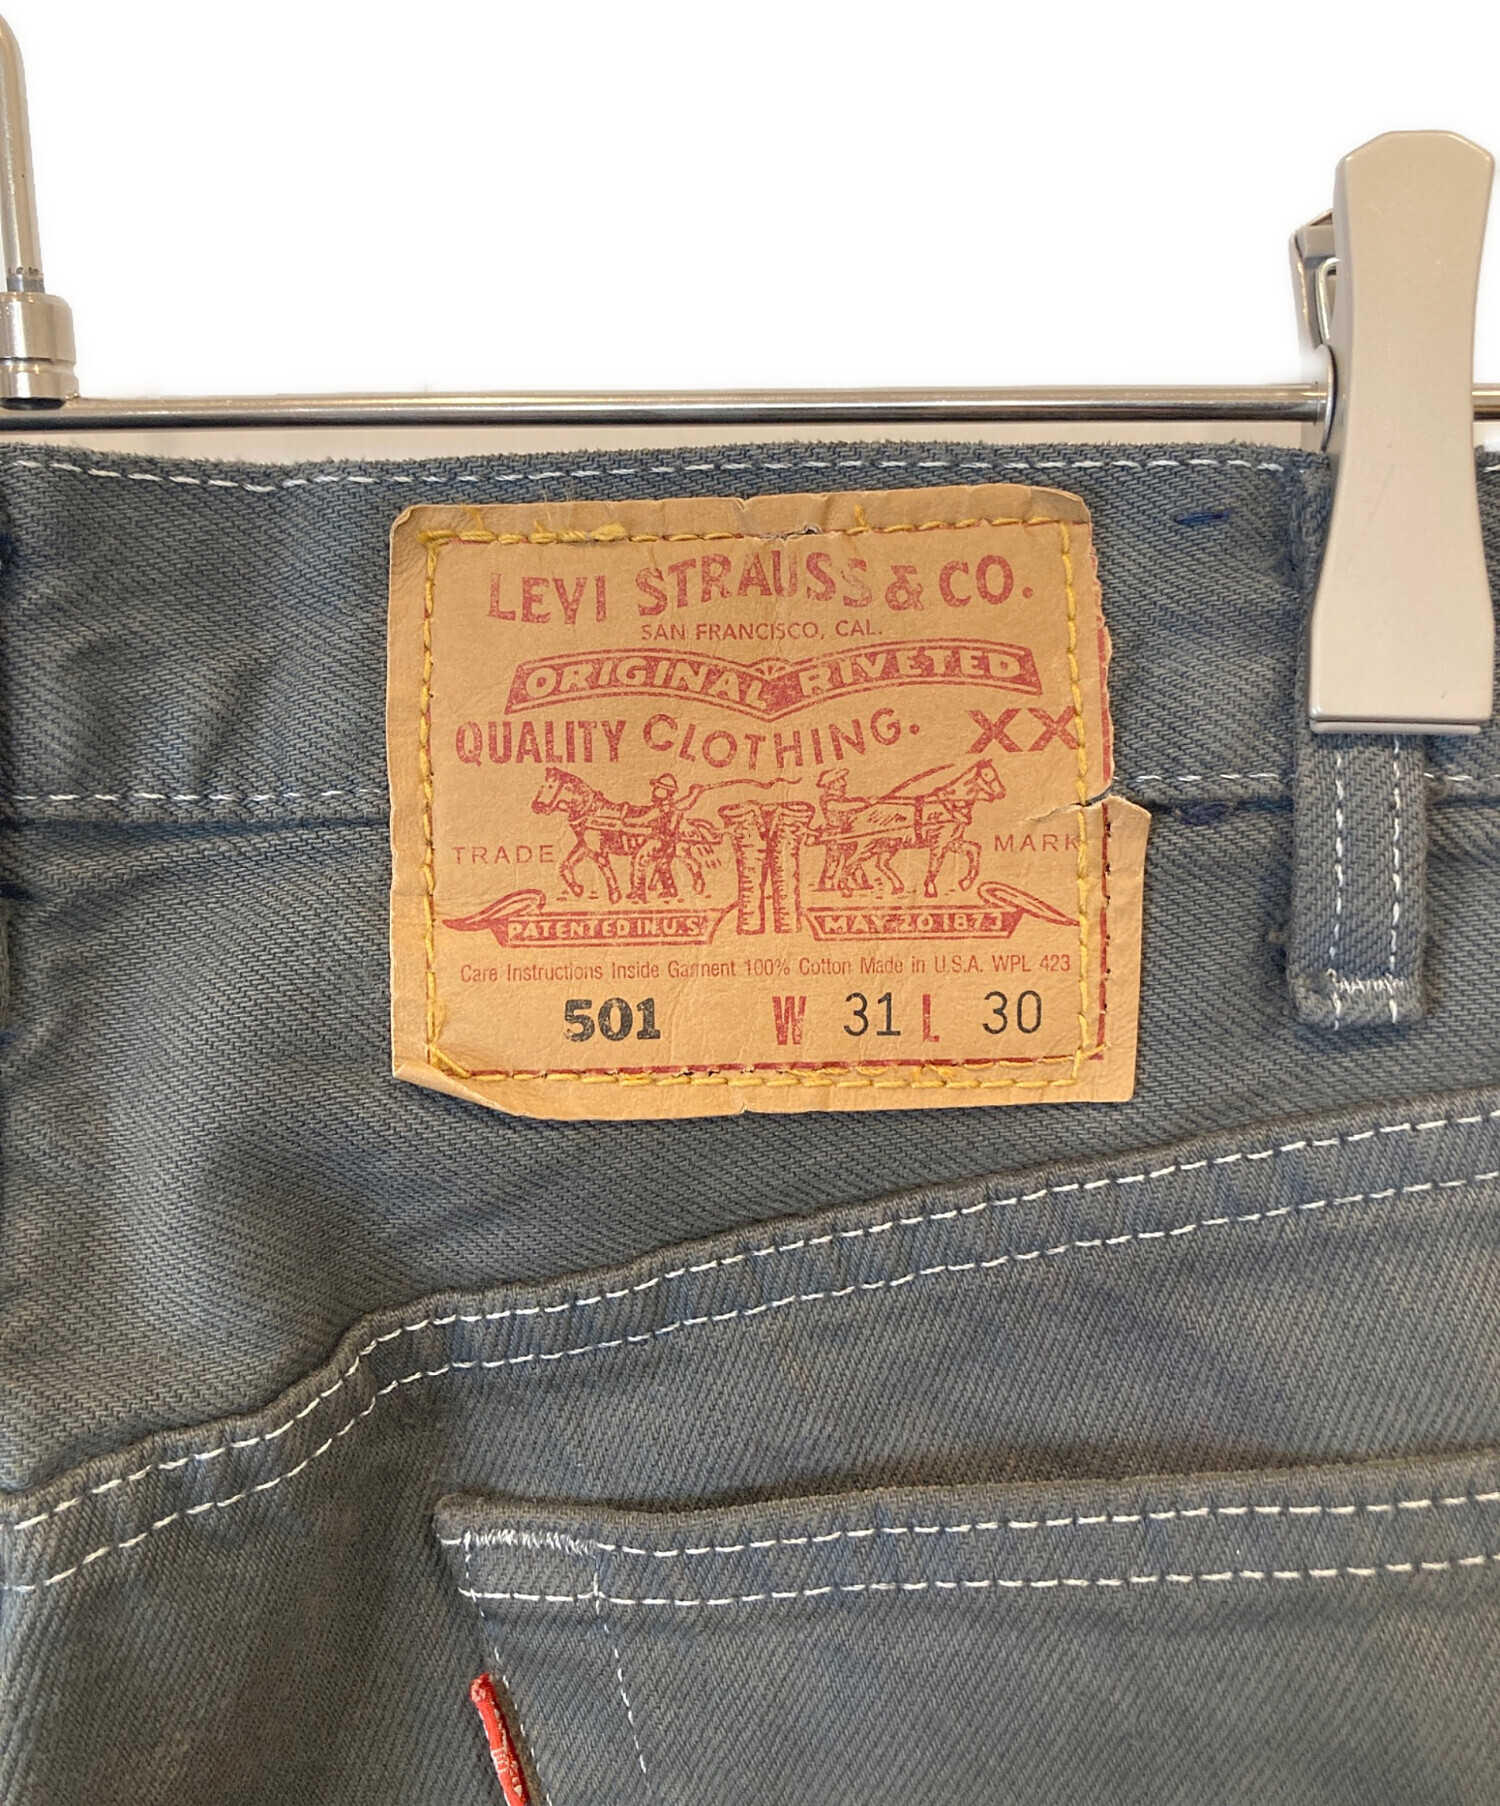 LEVI STRAUSS & CO.
SAN FRANCISCO, CAL.
ORIGINAL RIVETED
QUALITY CLOTHING. XX
TRADE MARK
PATENTED IN U.S. MAY 20 1873
Care Instructions Inside Garment 100% Cotton Made in U.S.A. WPL 423
501 W 31 L 30